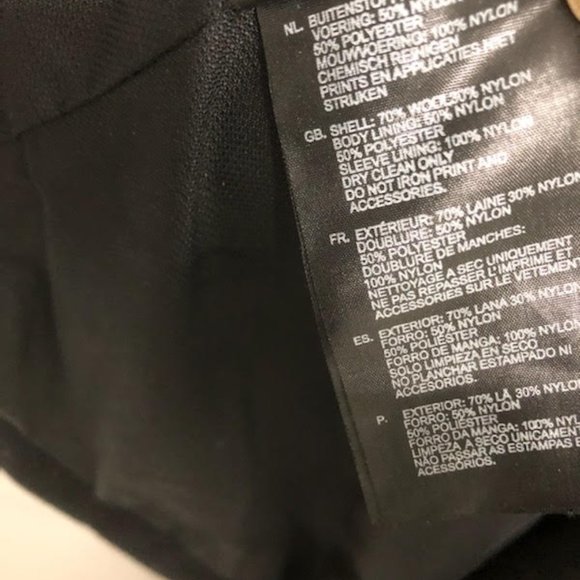 NL. BUITENSTOF
VOERING: 50% NYLON
50% POLYESTER
MOUWVOERING: 100% NYLON
CHEMISCH REINIGEN
PRINTS EN APPLICATIES NIET
STRIJKEN
GB. SHELL: 70% WOOL 30% NYLON
BODY LINING: 50% NYLON
50% POLYESTER
SLEEVE LINING: 100% NYLON
DRY CLEAN ONLY
DO NOT IRON PRINT AND
ACCESSORIES.
FR. EXTÉRIEUR: 70% LAINE 30% NYLON
DOUBLURE: 50% NYLON
50% POLYESTER
DOUBLURE DE MANCHES:
100% NYLON
NETTOYAGE A SEC UNIQUEMENT
NE PAS REPASSER L'IMPRIME ET
ACCESSORIES SUR LE VETEMENT
ES. EXTERIOR: 70% LANA 30% NYLON
FORRO: 50% NYLON
50% POLIÉSTER
FORRO DE MANGA: 100% NYLON
SOLO LIMPIEZA EN SECO
NO PLANCHAR ESTAMPADO NI
ACCESORIOS.
P. EXTERIOR: 70% LÃ 30% NYLON
FORRO: 50% NYLON
50% POLIÉSTER
FORRO DA MANGA: 100% NYLON
LIMPEZA A SECO UNICAMENT
NÃO PASSAR AS ESTAMPAS E
ACESSÓRIOS.